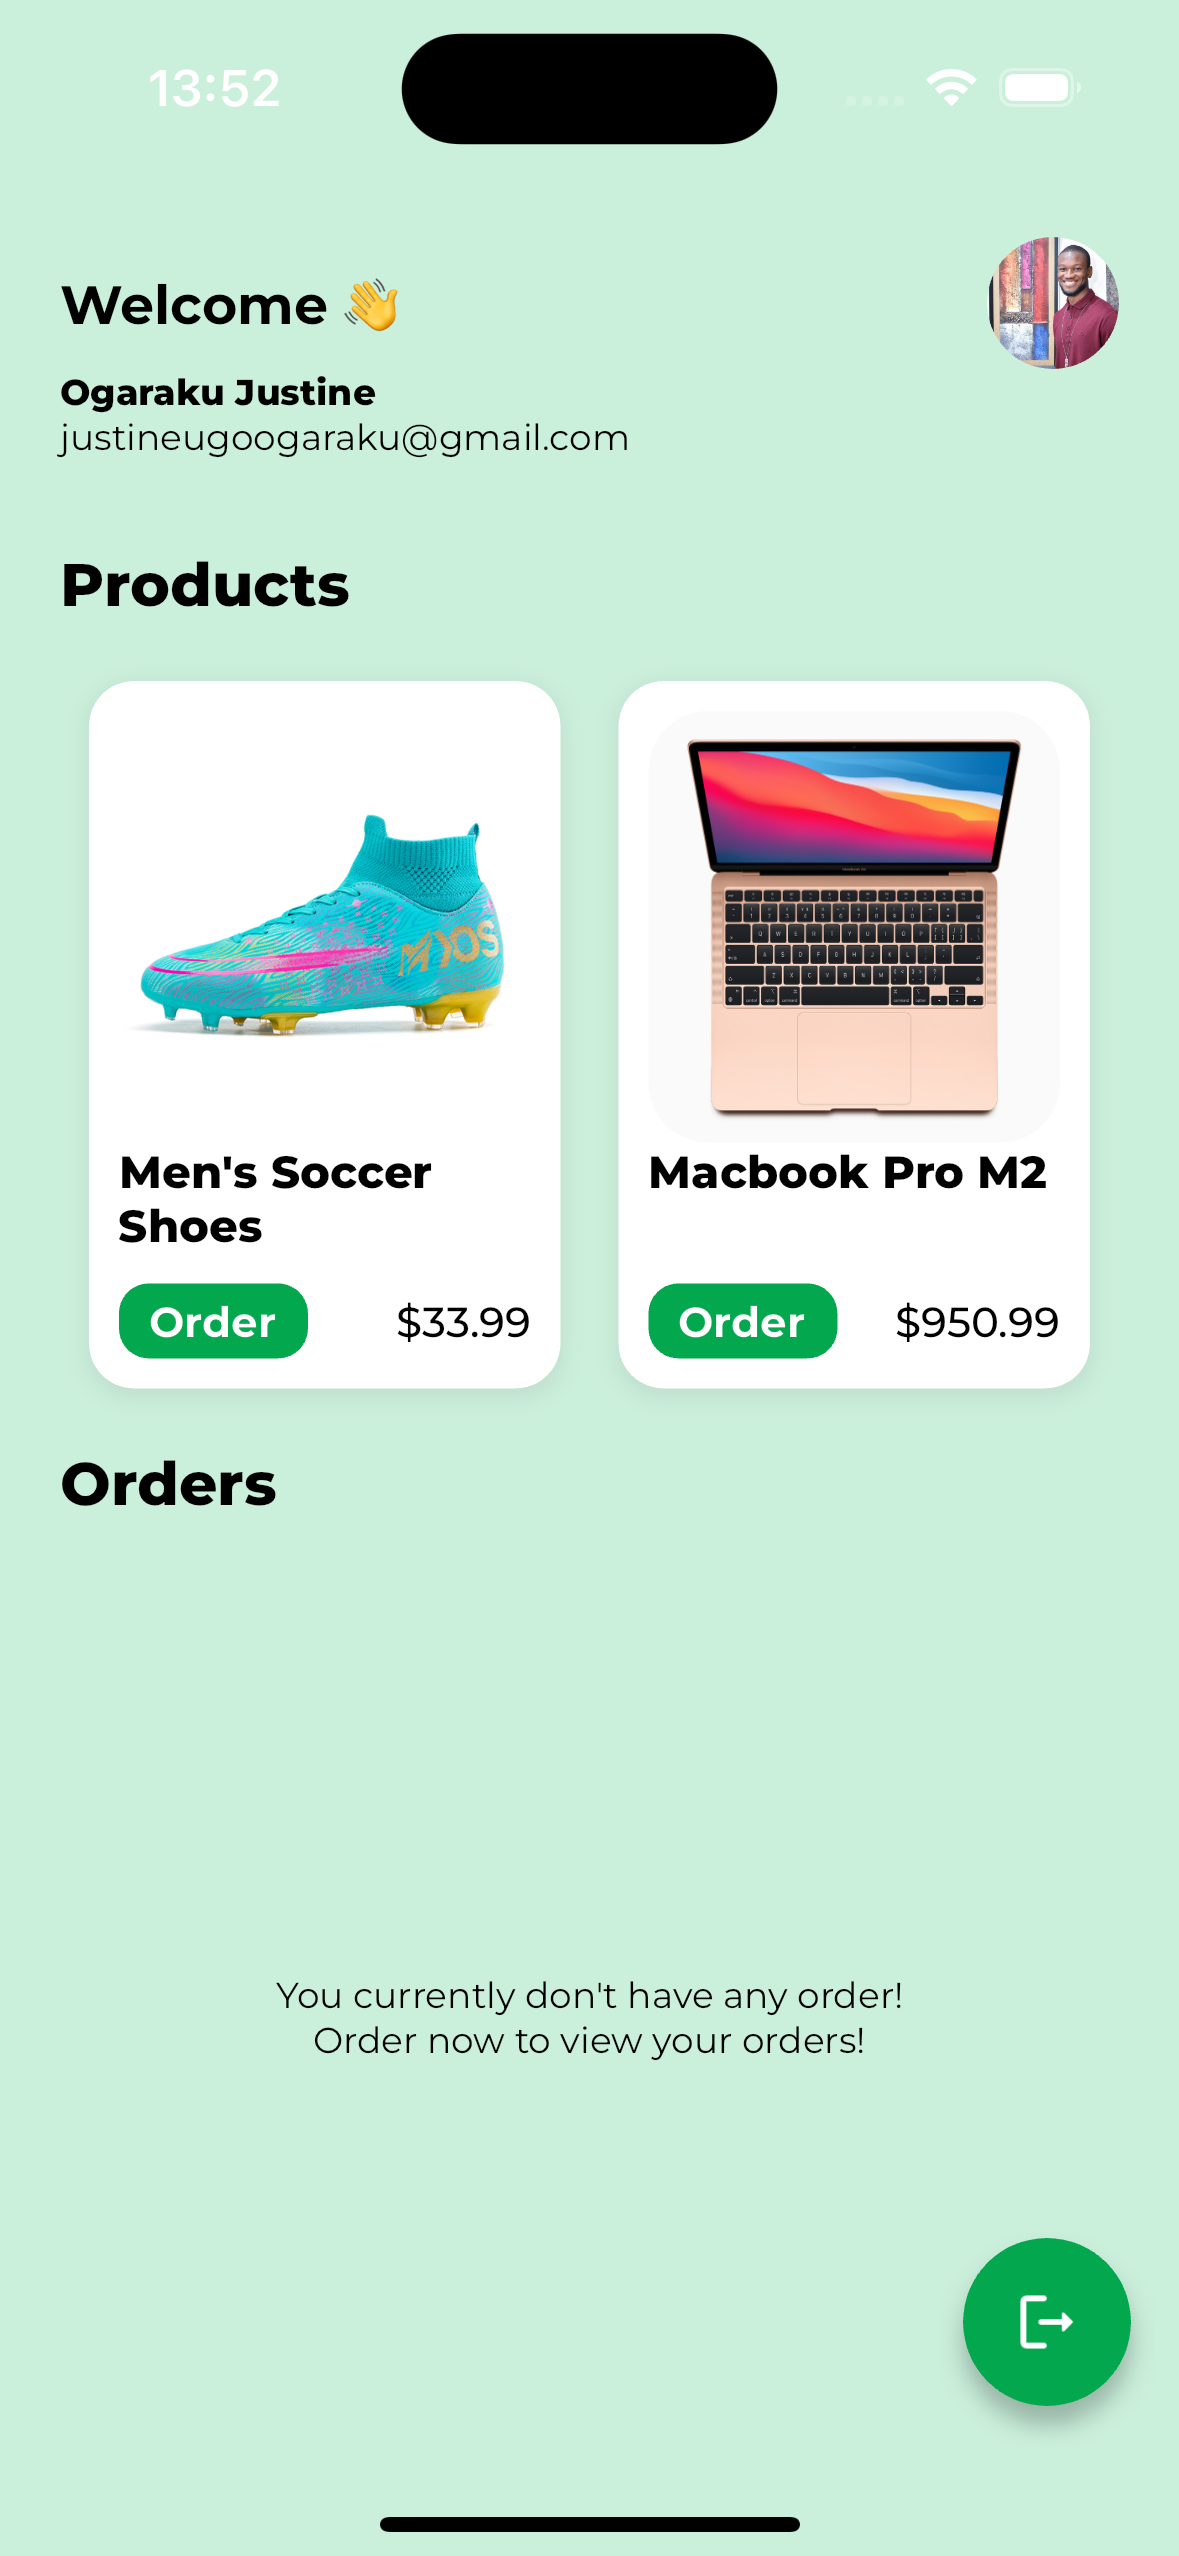 13:52
Welcome 👋
Ogaraku Justine
justineugoogaraku@gmail.com
Products
MYOS
Men's Soccer
Shoes
Order
$33.99
Macbook Pro M2
Order
$950.99
Orders
You currently don't have any order!
Order now to view your orders!